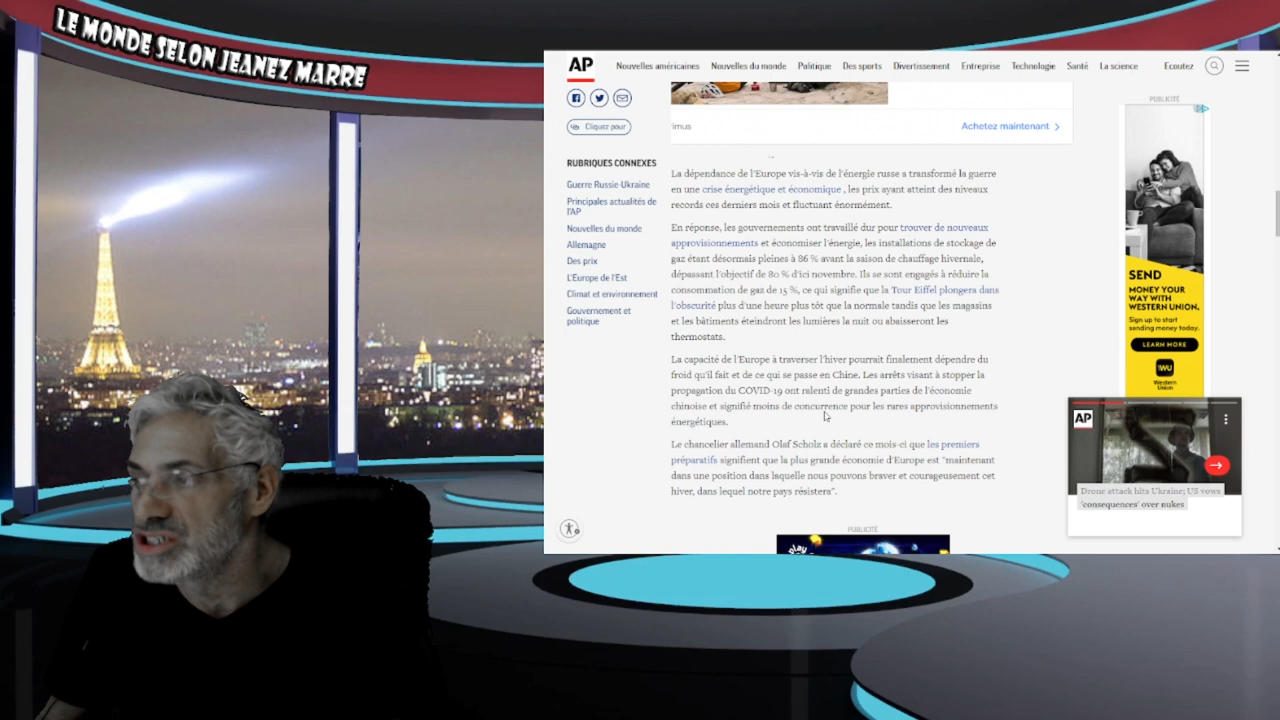 LE MONDE SELON JEANEZ MARRE
AP
Nouvelles américaines Nouvelles du monde Politique Des sports Divertissement Entreprise Technologie Santé La science Ecoutez
Cliquez pour
RUBRIQUES CONNEXES
Guerre Russie-Ukraine
Principales actualités de
l'AP
Nouvelles du monde
Allemagne
Des prix
L'Europe de l'Est
Climat et environnement
Gouvernement et
politique
Achetez maintenant
La dépendance de l'Europe vis-à-vis de l'énergie russe a transformé la guerre
en une crise énergétique et économique , les prix ayant atteint des niveaux
records ces derniers mois et fluctuant énormément.
En réponse, les gouvernements ont travaillé dur pour trouver de nouveaux
approvisionnements et économiser l'énergie, les installations de stockage de
gaz étant désormais pleines à 86 % avant la saison de chauffage hivernale,
dépassant l'objectif de 80 % d'ici novembre. Ils se sont engagés à réduire la
consommation de gaz de 15 %, ce qui signifie que la Tour Eiffel plongera dans
l'obscurité plus d'une heure plus tôt que la normale tandis que les magasins
et les bâtiments éteindront les lumières la nuit ou abaisseront les
thermostats.
La capacité de l'Europe à traverser l'hiver pourrait finalement dépendre du
froid qu'il fait et de ce qui se passe en Chine. Les arrêts visant à stopper la
propagation du COVID-19 ont ralenti de grandes parties de l'économie
chinoise et signifié moins de concurrence pour les rares approvisionnements
énergétiques.
Le chancelier allemand Olaf Scholz a déclaré ce mois-ci que les premiers
préparatifs signifient que la plus grande économie d'Europe est "maintenant
dans une position dans laquelle nous pouvons braver et courageusement cet
hiver, dans lequel notre pays résistera".
PUBLICITÉ
play
PUBLICITÉ
SEND
MONEY YOUR
WAY WITH
WESTERN UNION.
Sign up to start
sending money today.
LEARN MORE
WU
Western
Union
AP
Drone attack hits Ukraine; US vows
'consequences' over nukes